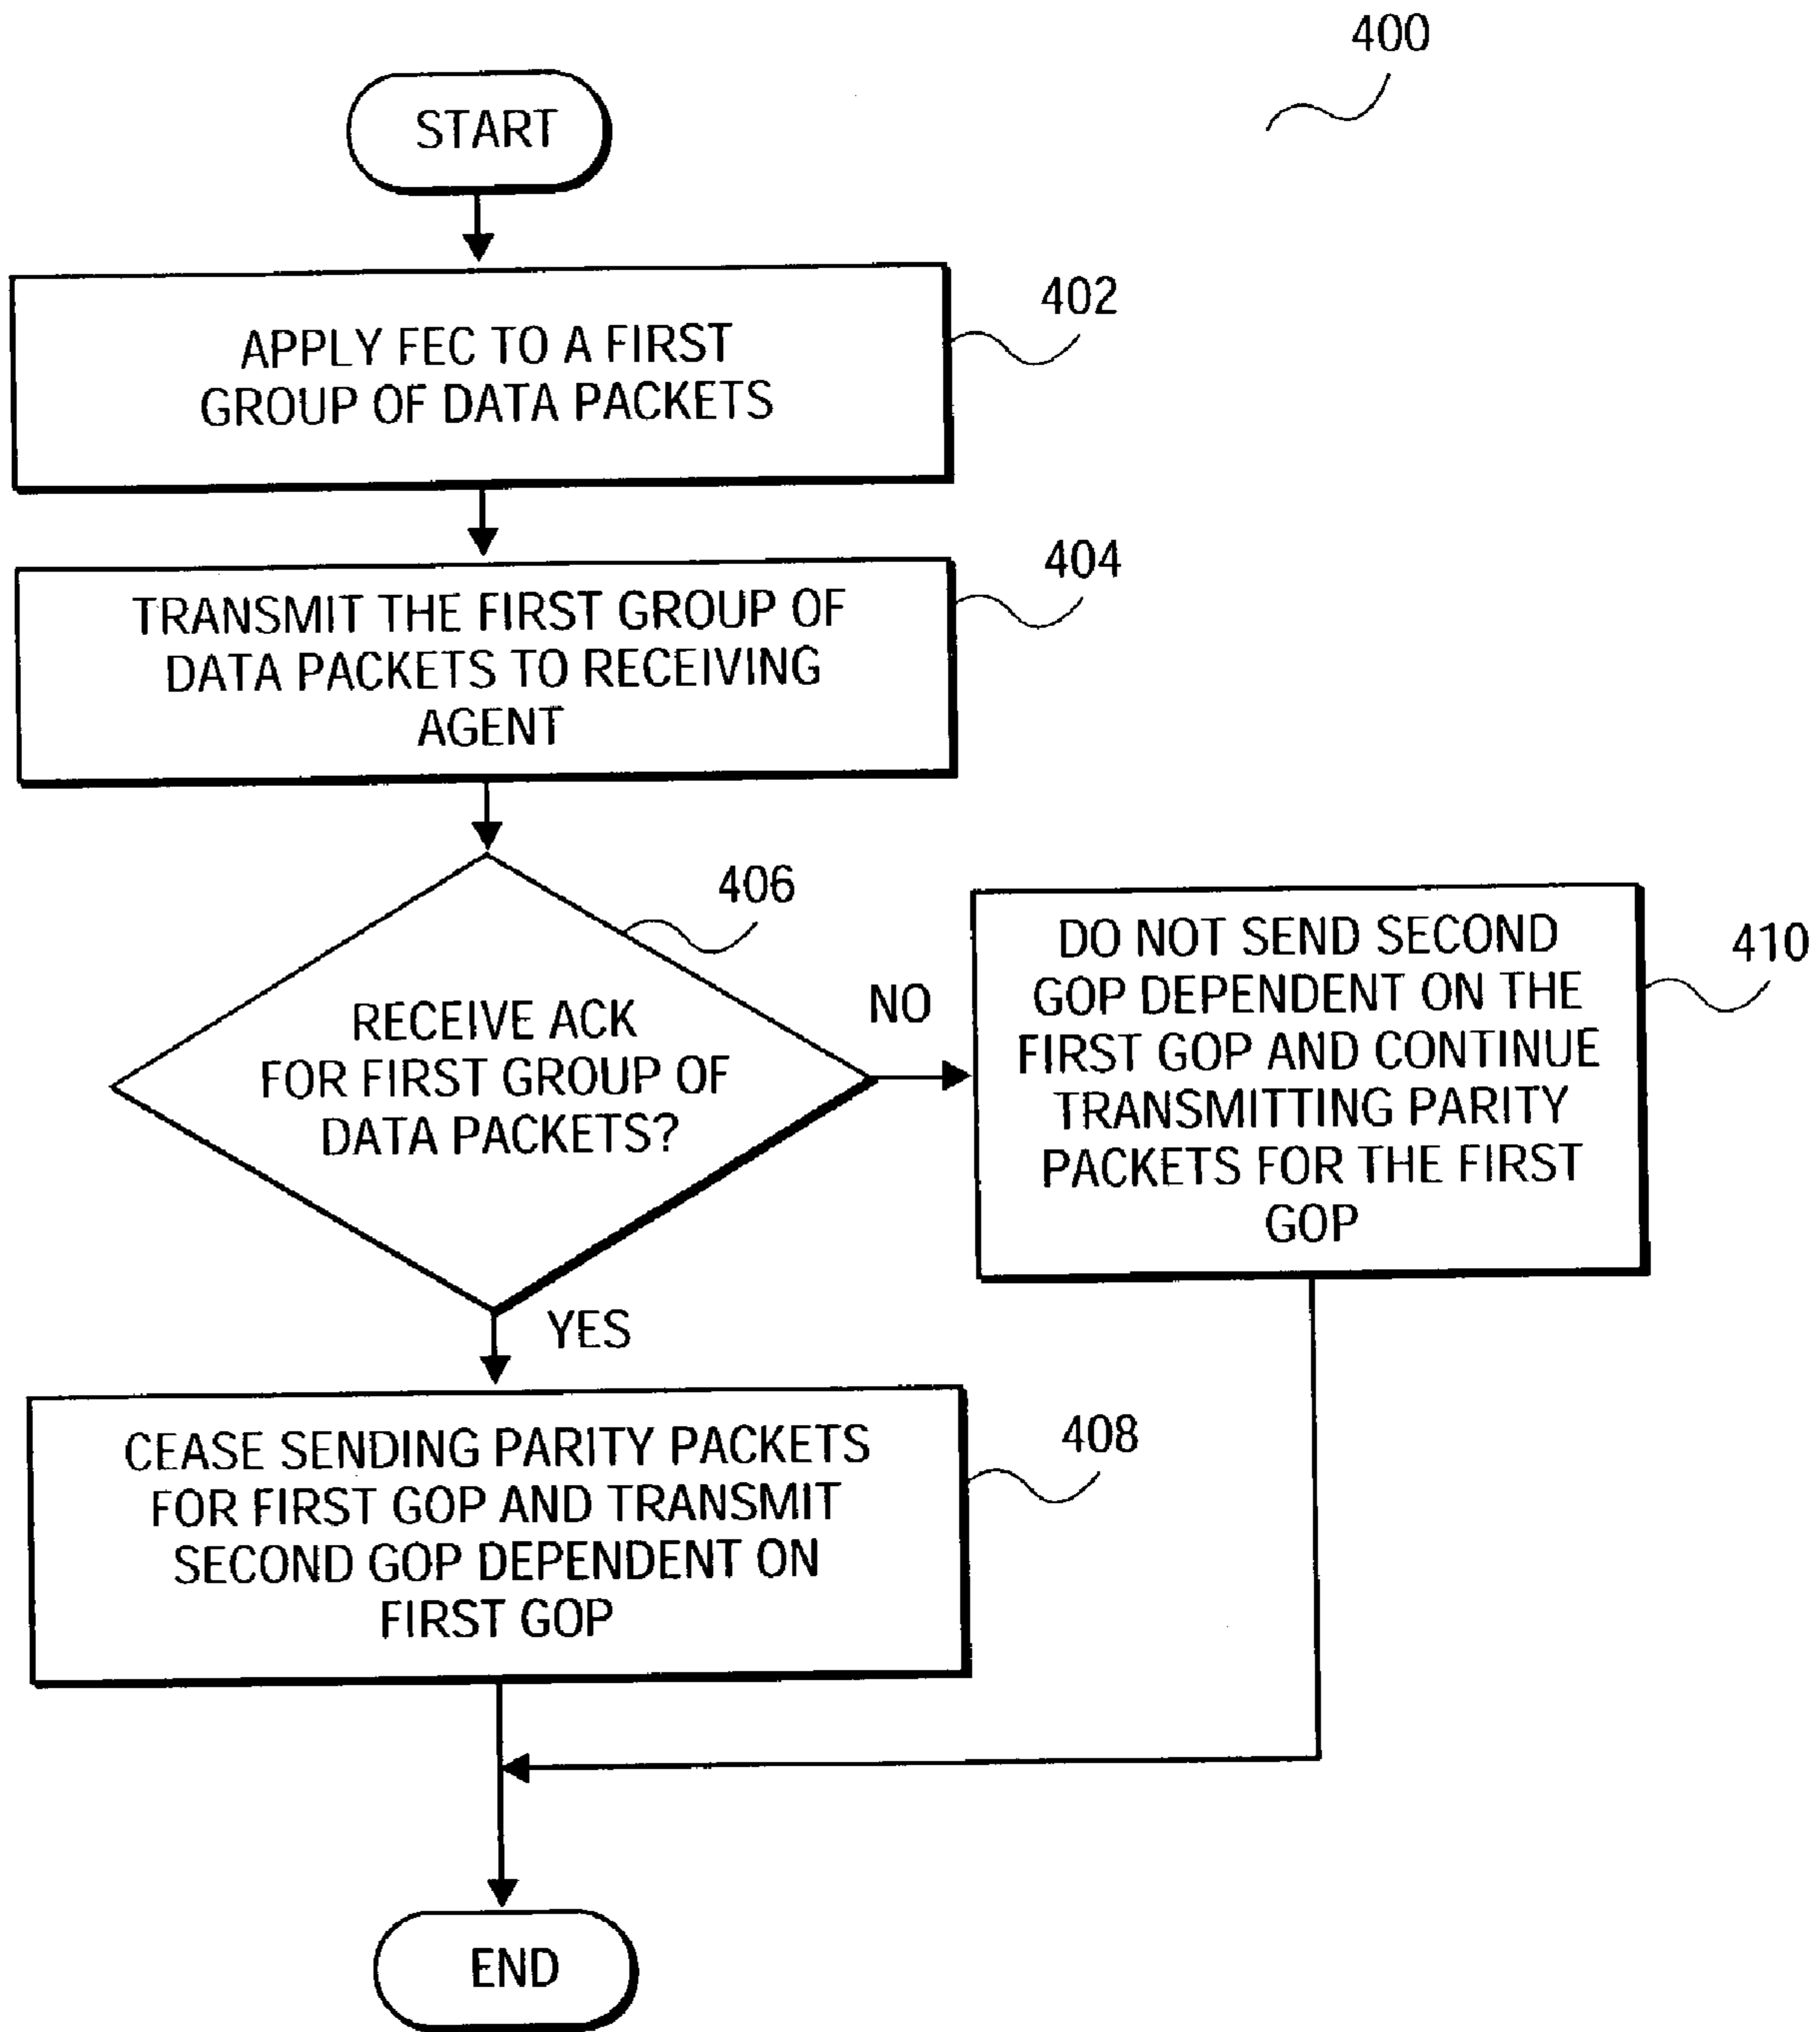 400
START
402
APPLY FEC TO A FIRST
GROUP OF DATA PACKETS
404
TRANSMIT THE FIRST GROUP OF
DATA PACKETS TO RECEIVING
AGENT
406
RECEIVE ACK
FOR FIRST GROUP OF
DATA PACKETS?
NO
410
DO NOT SEND SECOND
GOP DEPENDENT ON THE
FIRST GOP AND CONTINUE
TRANSMITTING PARITY
PACKETS FOR THE FIRST
GOP
YES
408
CEASE SENDING PARITY PACKETS
FOR FIRST GOP AND TRANSMIT
SECOND GOP DEPENDENT ON
FIRST GOP
END